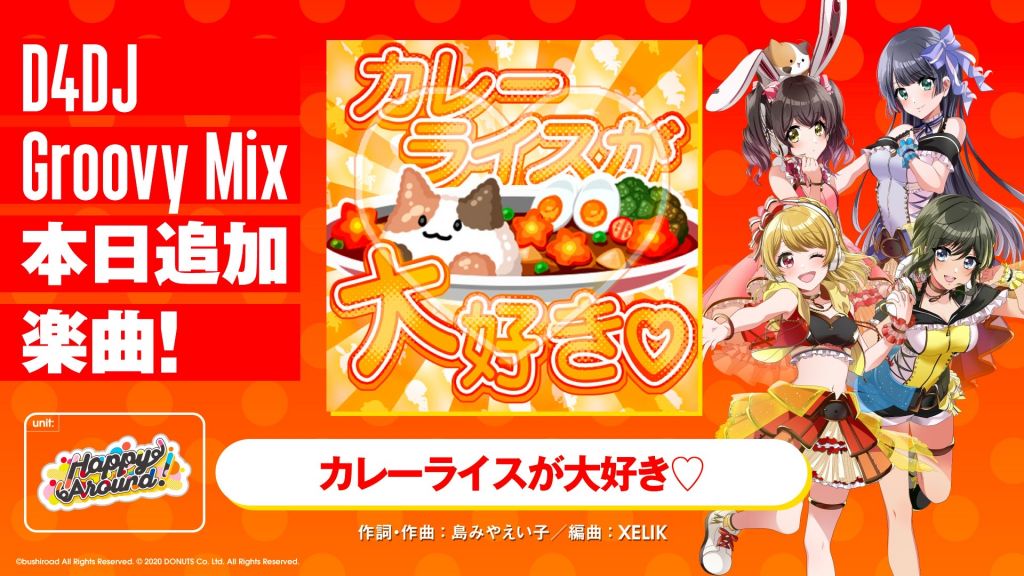 D4DJ
Groovy Mix
本日追加
楽曲!
カレー
ライスが
大好き♡
unit:
Happy
Around!
カレーライスが大好き♡
作詞・作曲：島みやえい子／編曲：XELIK
©bushiroad All Rights Reserved. © 2020 DONUTS Co. Ltd. All Rights Reserved.